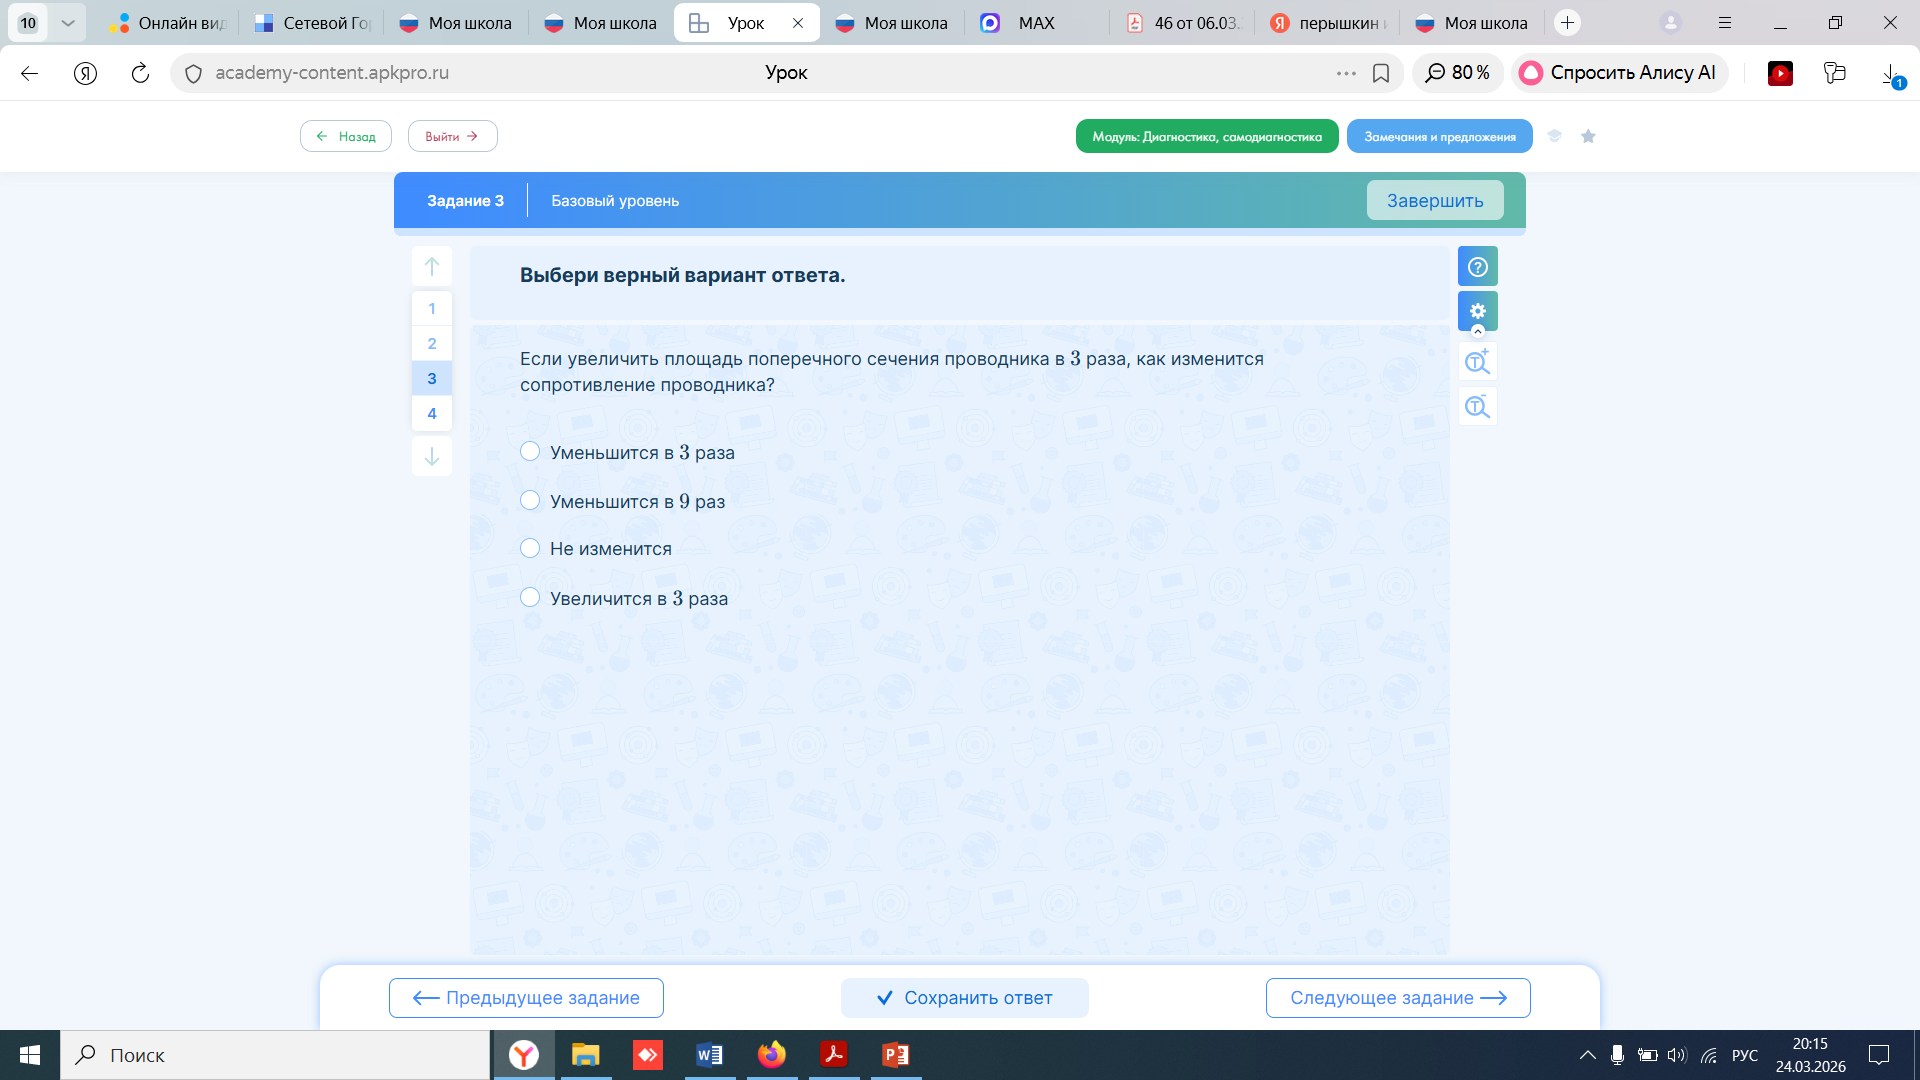 10
Онлайн вид
Сетевой Го
Моя школа
Моя школа
Урок
Моя школа
MAX
46 от 06.03.
перышкин и
Моя школа
Я
academy-content.apkpro.ru
Урок
80 %
Спросить Алису AI
1
Назад
Выйти
Модуль: Диагностика, самодиагностика
Замечания и предложения
Задание 3
Базовый уровень
Завершить
Выбери верный вариант ответа.
1
2
3
4
Если увеличить площадь поперечного сечения проводника в 3 раза, как изменится
сопротивление проводника?
Уменьшится в 3 раза
Уменьшится в 9 раз
Не изменится
Увеличится в 3 раза
Предыдущее задание
Сохранить ответ
Следующее задание
Поиск
РУС
20:15
24.03.2026